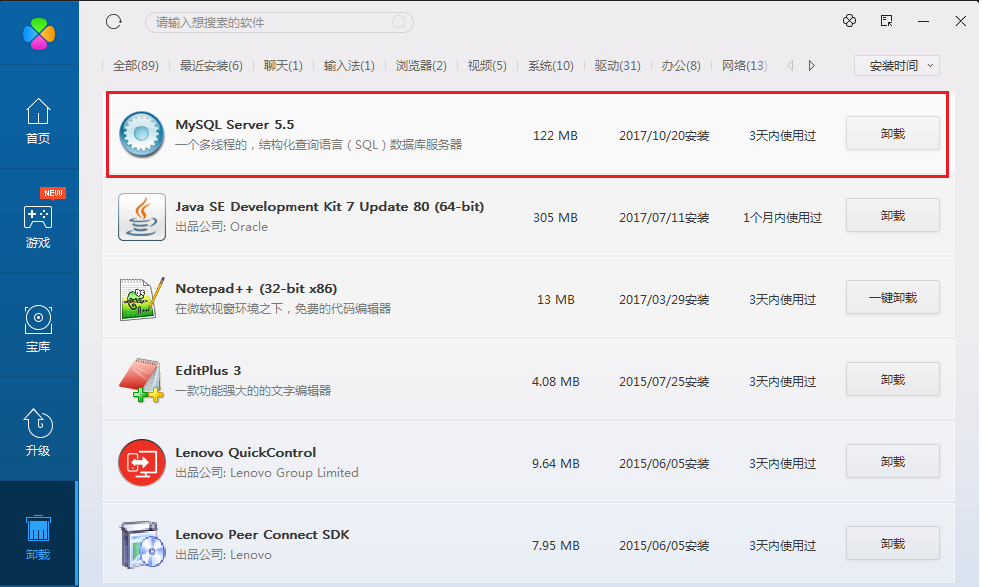 请输入想搜索的软件
全部(89) 最近安装(6) 聊天(1) 输入法(1) 浏览器(2) 视频(5) 系统(10) 驱动(31) 办公(8) 网络(13) 安装时间
首页
NEW
游戏
宝库
升级
卸载
MySQL Server 5.5
一个多线程的，结构化查询语言（SQL）数据库服务器
122 MB 2017/10/20安装 3天内使用过 卸载
Java SE Development Kit 7 Update 80 (64-bit)
出品公司: Oracle
305 MB 2017/07/11安装 1个月内使用过 卸载
Notepad++ (32-bit x86)
在微软视窗环境之下，免费的代码编辑器
13 MB 2017/03/29安装 3天内使用过 一键卸载
EditPlus 3
一款功能强大的的文字编辑器
4.08 MB 2015/07/25安装 3天内使用过 卸载
Lenovo QuickControl
出品公司: Lenovo Group Limited
9.64 MB 2015/06/05安装 3天内使用过 卸载
Lenovo Peer Connect SDK
出品公司: Lenovo
7.95 MB 2015/06/05安装 3天内使用过 卸载